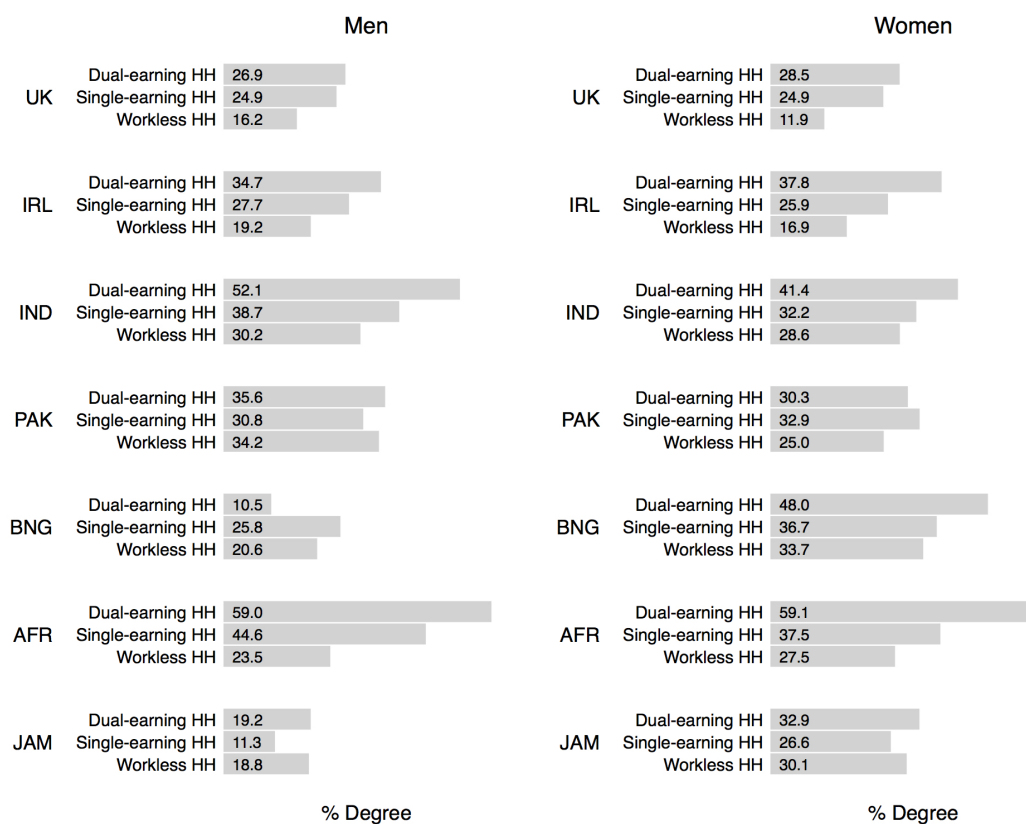 Men
Dual-earning HH 26.9
UK Single-earning HH 24.9
Workless HH 16.2
Dual-earning HH 34.7
IRL Single-earning HH 27.7
Workless HH 19.2
Dual-earning HH 52.1
IND Single-earning HH 38.7
Workless HH 30.2
Dual-earning HH 35.6
PAK Single-earning HH 30.8
Workless HH 34.2
Dual-earning HH 10.5
BNG Single-earning HH 25.8
Workless HH 20.6
Dual-earning HH 59.0
AFR Single-earning HH 44.6
Workless HH 23.5
Dual-earning HH 19.2
JAM Single-earning HH 11.3
Workless HH 18.8
% Degree
Women
Dual-earning HH 28.5
UK Single-earning HH 24.9
Workless HH 11.9
Dual-earning HH 37.8
IRL Single-earning HH 25.9
Workless HH 16.9
Dual-earning HH 41.4
IND Single-earning HH 32.2
Workless HH 28.6
Dual-earning HH 30.3
PAK Single-earning HH 32.9
Workless HH 25.0
Dual-earning HH 48.0
BNG Single-earning HH 36.7
Workless HH 33.7
Dual-earning HH 59.1
AFR Single-earning HH 37.5
Workless HH 27.5
Dual-earning HH 32.9
JAM Single-earning HH 26.6
Workless HH 30.1
% Degree